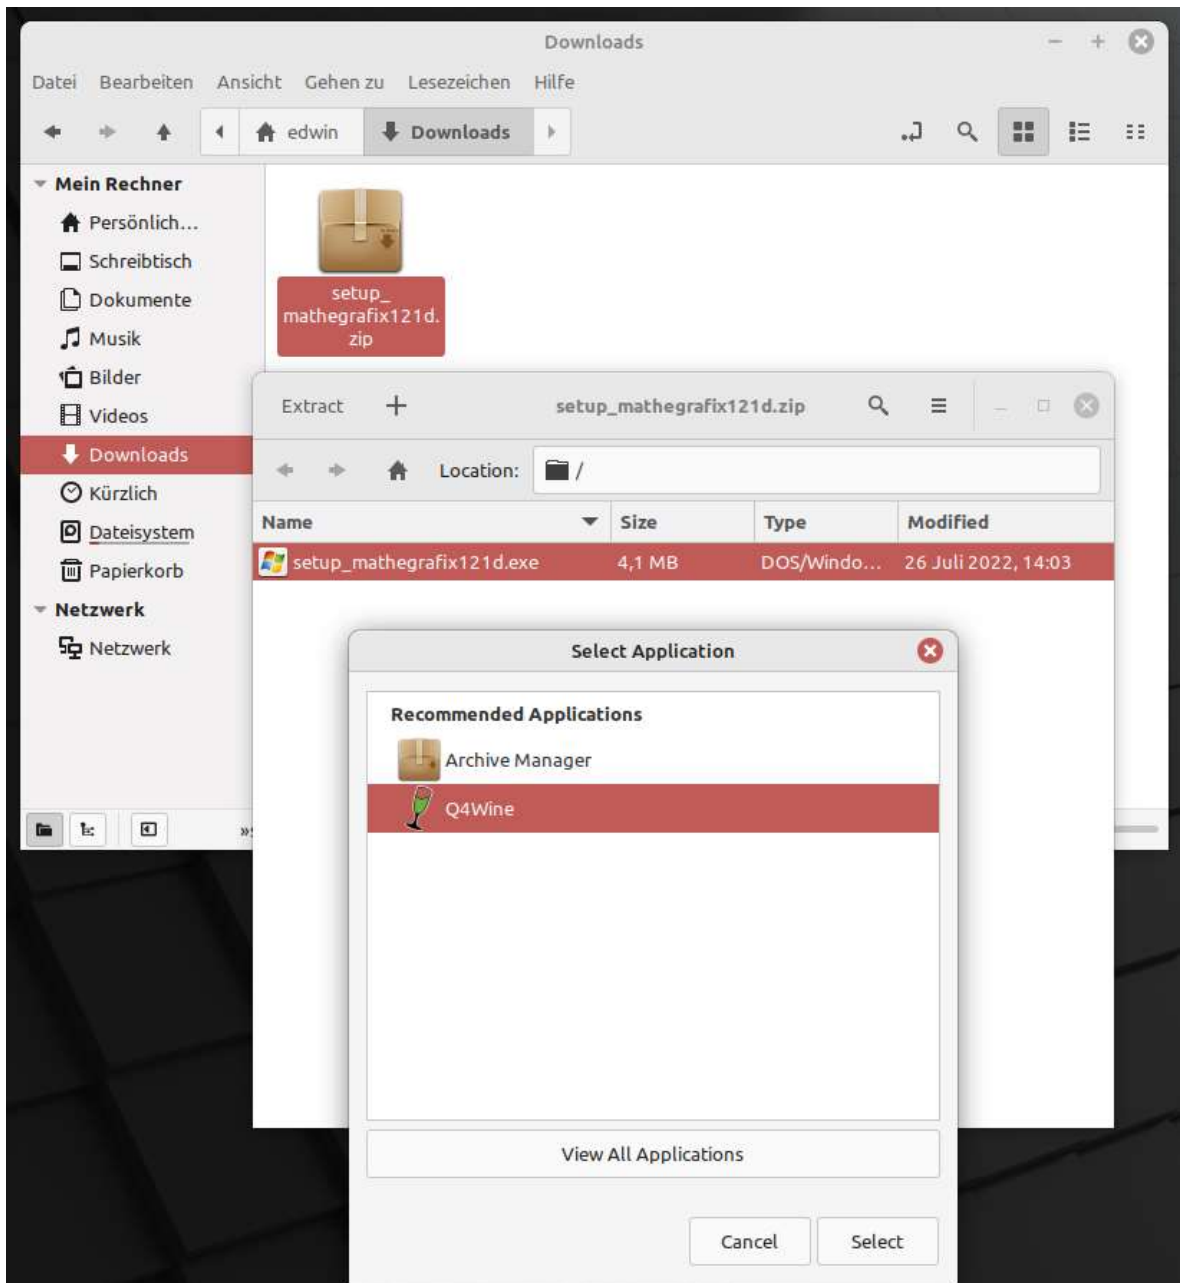 Downloads
Datei Bearbeiten Ansicht Gehen zu Lesezeichen Hilfe
edwin Downloads
Mein Rechner
Persönlich...
Schreibtisch
Dokumente
Musik
Bilder
Videos
Downloads
Kürzlich
Dateisystem
Papierkorb
Netzwerk
Netzwerk
setup_
mathegrafix121d.
zip
Extract + setup_mathegrafix121d.zip
Location: /
Name Size Type Modified
setup_mathegrafix121d.exe 4,1 MB DOS/Windo... 26 Juli 2022, 14:03
Select Application
Recommended Applications
Archive Manager
Q4Wine
View All Applications
Cancel Select